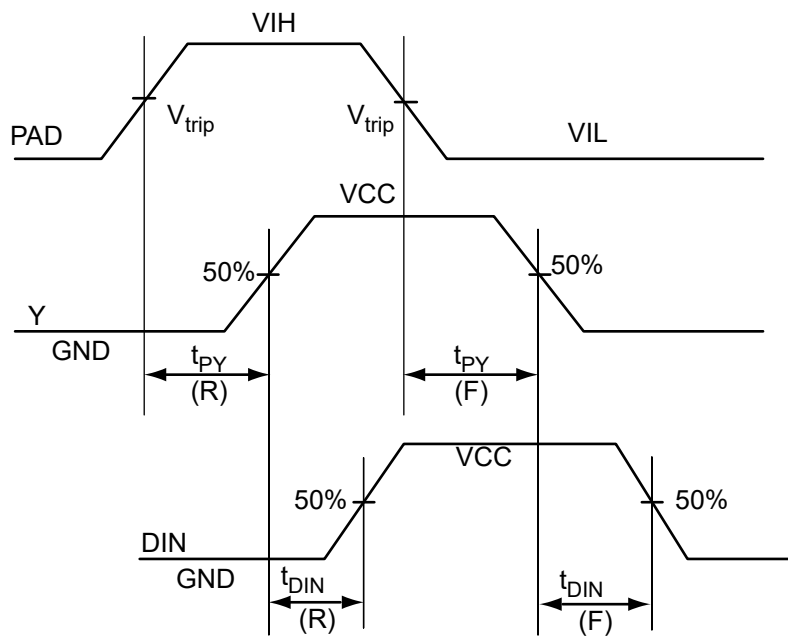 VIH
PAD
Vtrip
Vtrip
VIL
VCC
50%
50%
Y
GND
tPY
(R)
tPY
(F)
VCC
50%
50%
DIN
GND
tDIN
(R)
tDIN
(F)